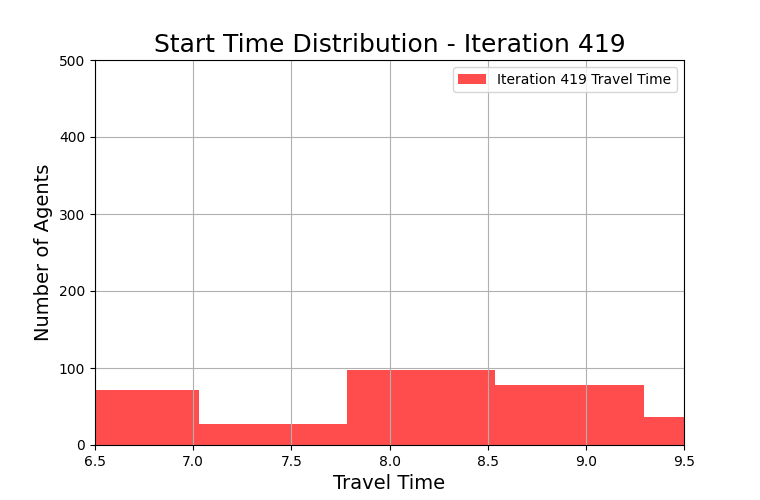 Start Time Distribution - Iteration 419
Iteration 419 Travel Time
Number of Agents
500
400
300
200
100
0
6.5 7.0 7.5 8.0 8.5 9.0 9.5
Travel Time